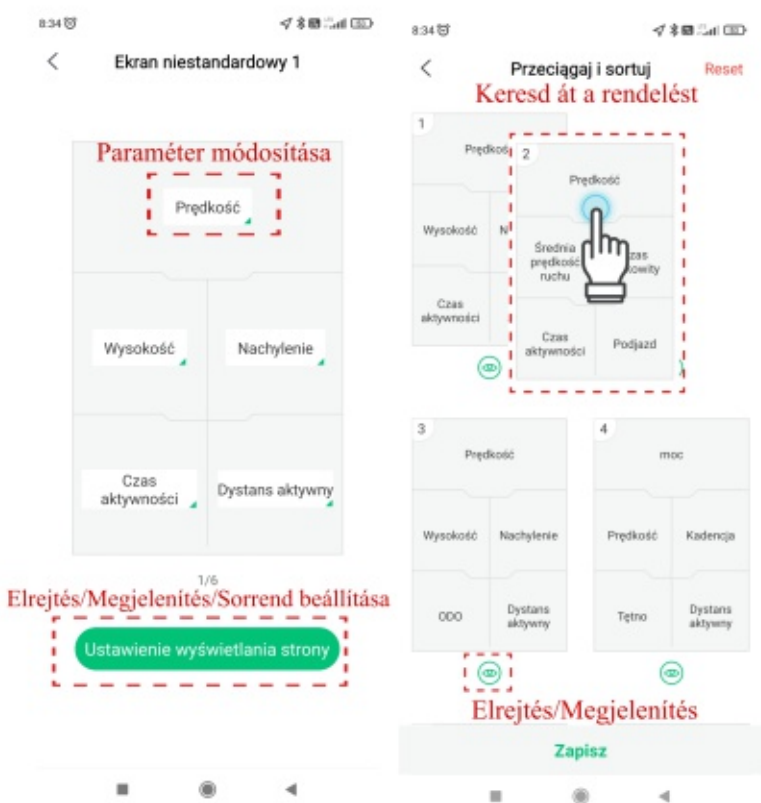 8:34
Ekran niestandardowy 1
Paraméter módosítása
Prędkość
Wysokość
Nachylenie
Czas
aktywności
Dystans aktywny
1/6
Elrejtés/Megjelenítés/Sorrend beállítása
Ustawienie wyświetlania strony
8:34
Przeciągaj i sortuj
Reset
Keresd át a rendelést
1
2
Prędkość
Wysokość
N
Średnia
prędkość
ruchu
Czas
aktywności
Czas
aktywności
Podjazd
3
Prędkość
Wysokość
Nachylenie
ODO
Dystans
aktywny
4
moc
Prędkość
Kadencja
Tętno
Dystans
aktywny
Elrejtés/Megjelenítés
Zapisz